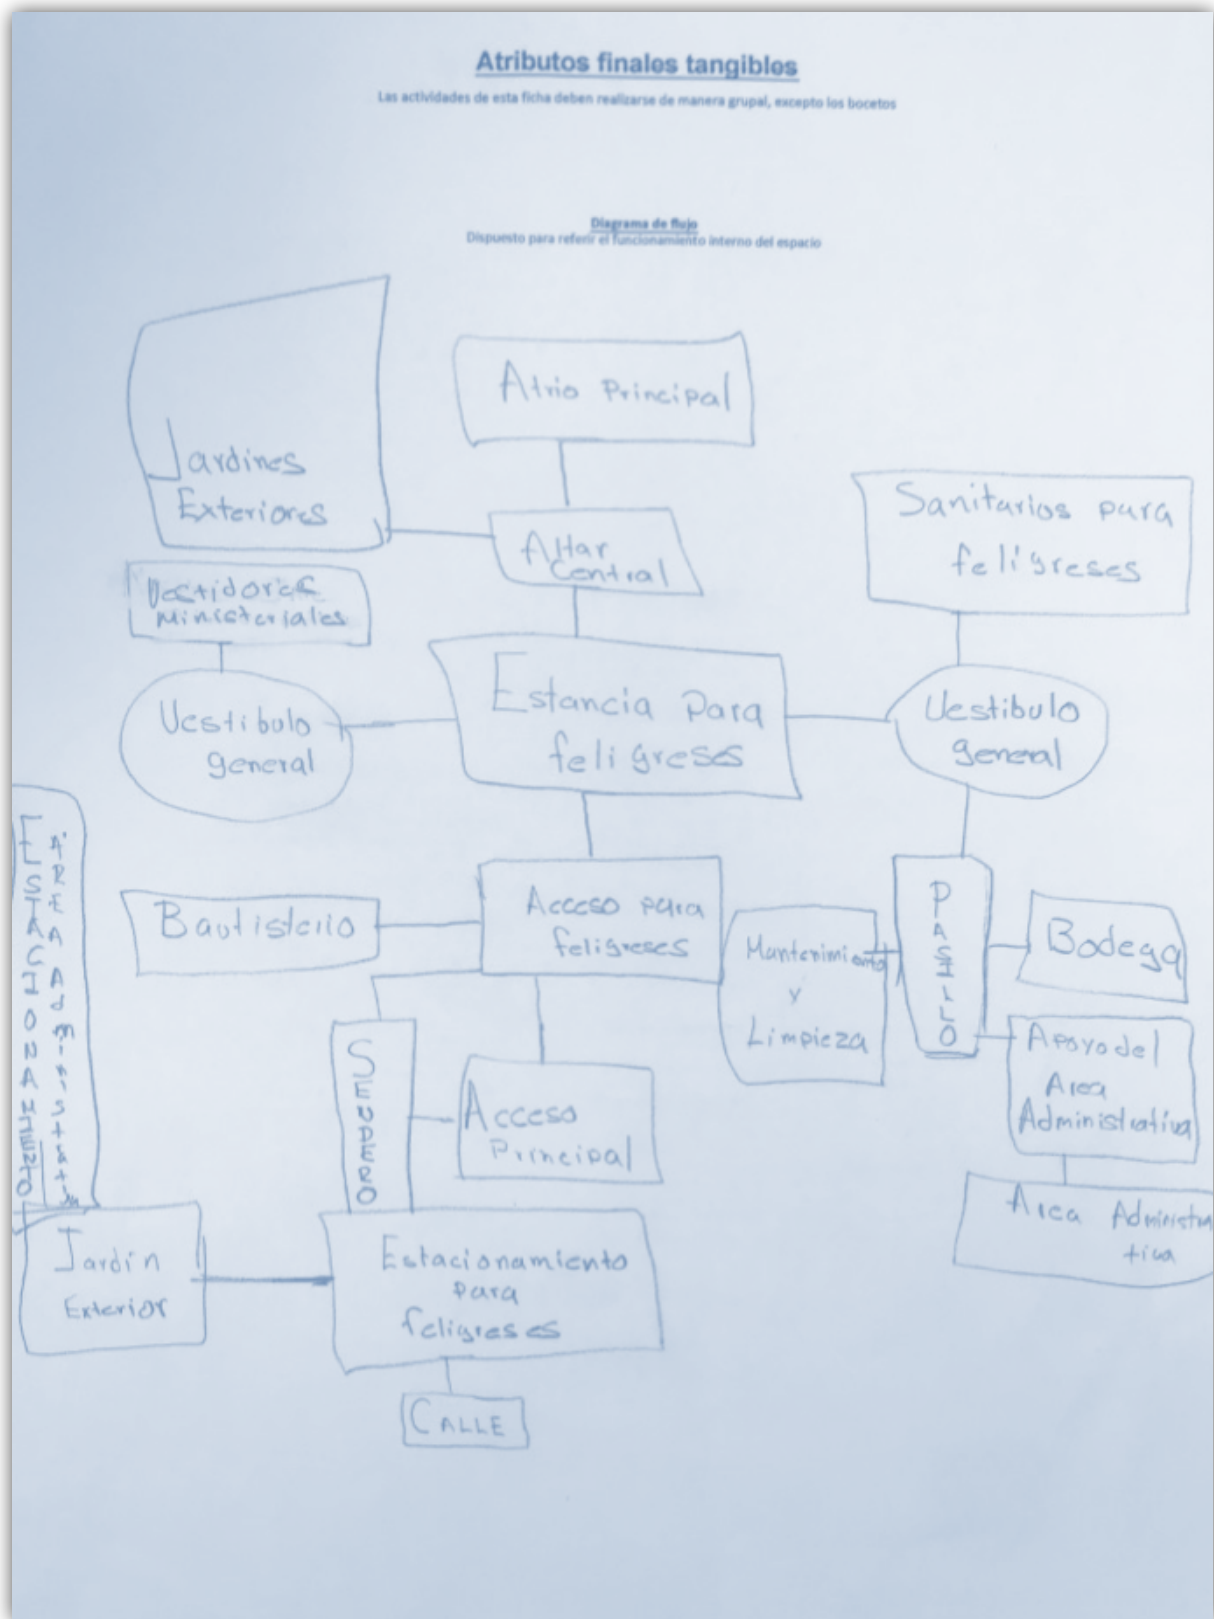 Atributos finales tangibles
Las actividades de esta ficha deben realizarse de manera grupal, excepto los bocetos
Diagrama de flujo
Dispuesto para referir el funcionamiento interno del espacio
Atrio Principal
Jardines
Exteriores
Sanitarios para
feligreses
Altar
Central
Vestidores
Ministeriales
Estancia Para
feligreses
Vestibulo
general
Vestibulo
general
ESTACIONAMIENTO
Bautisterio
Acceso para
feligreses
PASILLO
Mantenimiento
y
Limpieza
Bodega
Apoyo del
Area
Administrativa
SENDERO
Acceso
Principal
Area Administra
tiva
Jardin
Exterior
Estacionamiento
para
feligreses
CALLE